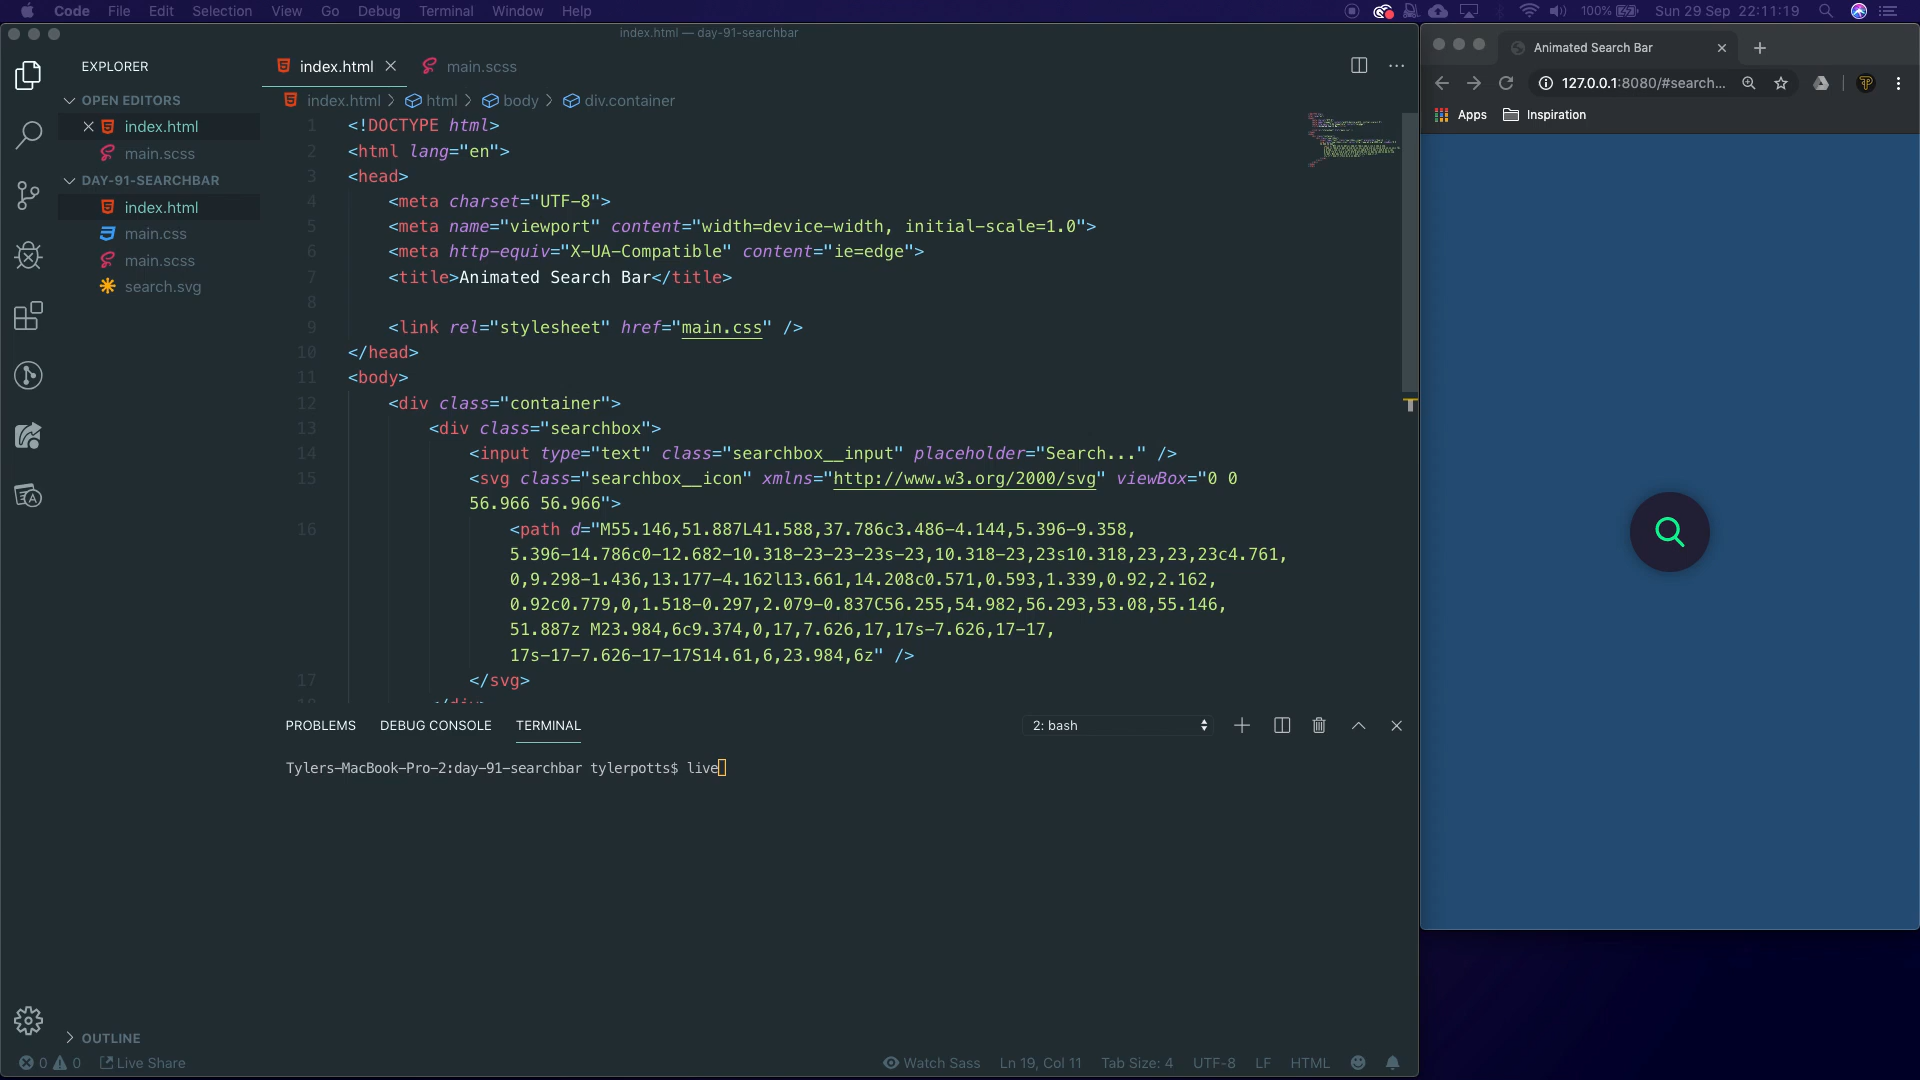 Code File Edit Selection View Go Debug Terminal Window Help
100% Sun 29 Sep 22:11:19
index.html — day-91-searchbar
EXPLORER
OPEN EDITORS
index.html
main.scss
DAY-91-SEARCHBAR
index.html
main.css
main.scss
search.svg
OUTLINE
index.html main.scss
index.html html body div.container
1 <!DOCTYPE html>
2 <html lang="en">
3 <head>
4 <meta charset="UTF-8">
5 <meta name="viewport" content="width=device-width, initial-scale=1.0">
6 <meta http-equiv="X-UA-Compatible" content="ie=edge">
7 <title>Animated Search Bar</title>
8
9 <link rel="stylesheet" href="main.css" />
10 </head>
11 <body>
12 <div class="container">
13 <div class="searchbox">
14 <input type="text" class="searchbox__input" placeholder="Search..." />
15 <svg class="searchbox__icon" xmlns="http://www.w3.org/2000/svg" viewBox="0 0
56.966 56.966">
16 <path d="M55.146,51.887L41.588,37.786c3.486-4.144,5.396-9.358,
5.396-14.786c0-12.682-10.318-23-23-23s-23,10.318-23,23s10.318,23,23,23c4.761,
0,9.298-1.436,13.177-4.162l13.661,14.208c0.571,0.593,1.339,0.92,2.162,
0.92c0.779,0,1.518-0.297,2.079-0.837C56.255,54.982,56.293,53.08,55.146,
51.887z M23.984,6c9.374,0,17,7.626,17,17s-7.626,17-17,
17s-17-7.626-17-17S14.61,6,23.984,6z" />
17 </svg>
PROBLEMS DEBUG CONSOLE TERMINAL 2: bash
Tylers-MacBook-Pro-2:day-91-searchbar tylerpotts$ live
0 0 Live Share Watch Sass Ln 19, Col 11 Tab Size: 4 UTF-8 LF HTML
Animated Search Bar
127.0.0.1:8080/#search...
Apps Inspiration